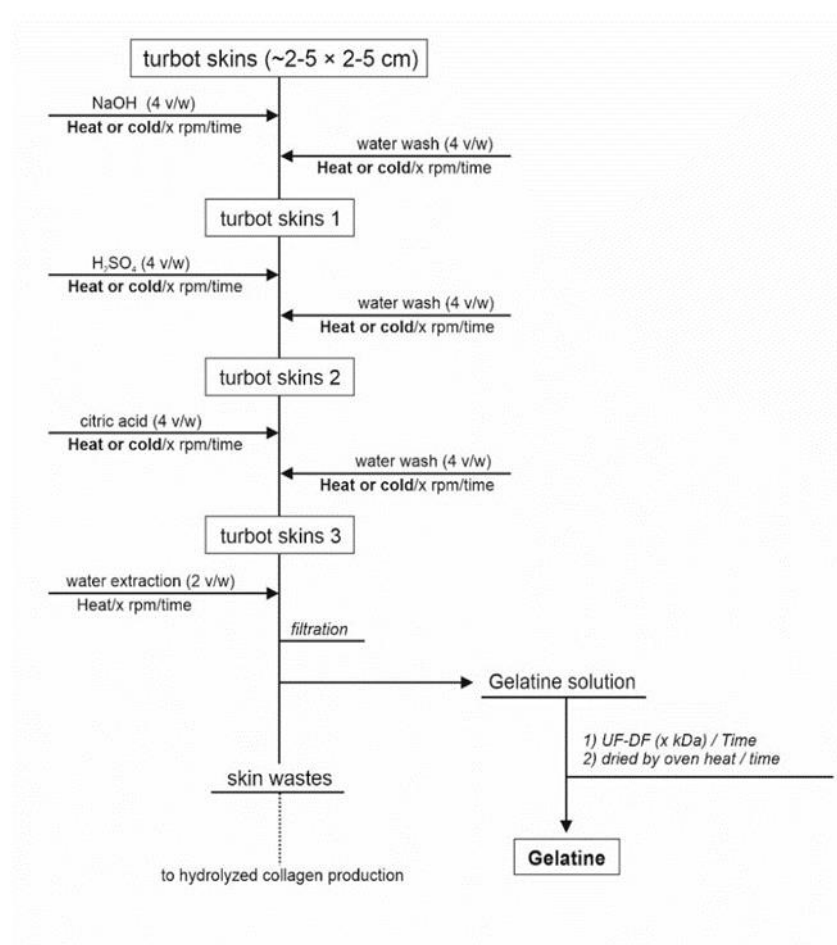 turbot skins (~2-5 × 2-5 cm)
NaOH (4 v/w)
Heat or cold/x rpm/time
water wash (4 v/w)
Heat or cold/x rpm/time
turbot skins 1
H₂SO₄ (4 v/w)
Heat or cold/x rpm/time
water wash (4 v/w)
Heat or cold/x rpm/time
turbot skins 2
citric acid (4 v/w)
Heat or cold/x rpm/time
water wash (4 v/w)
Heat or cold/x rpm/time
turbot skins 3
water extraction (2 v/w)
Heat/x rpm/time
filtration
Gelatine solution
1) UF-DF (x kDa) / Time
2) dried by oven heat / time
skin wastes
Gelatine
to hydrolyzed collagen production